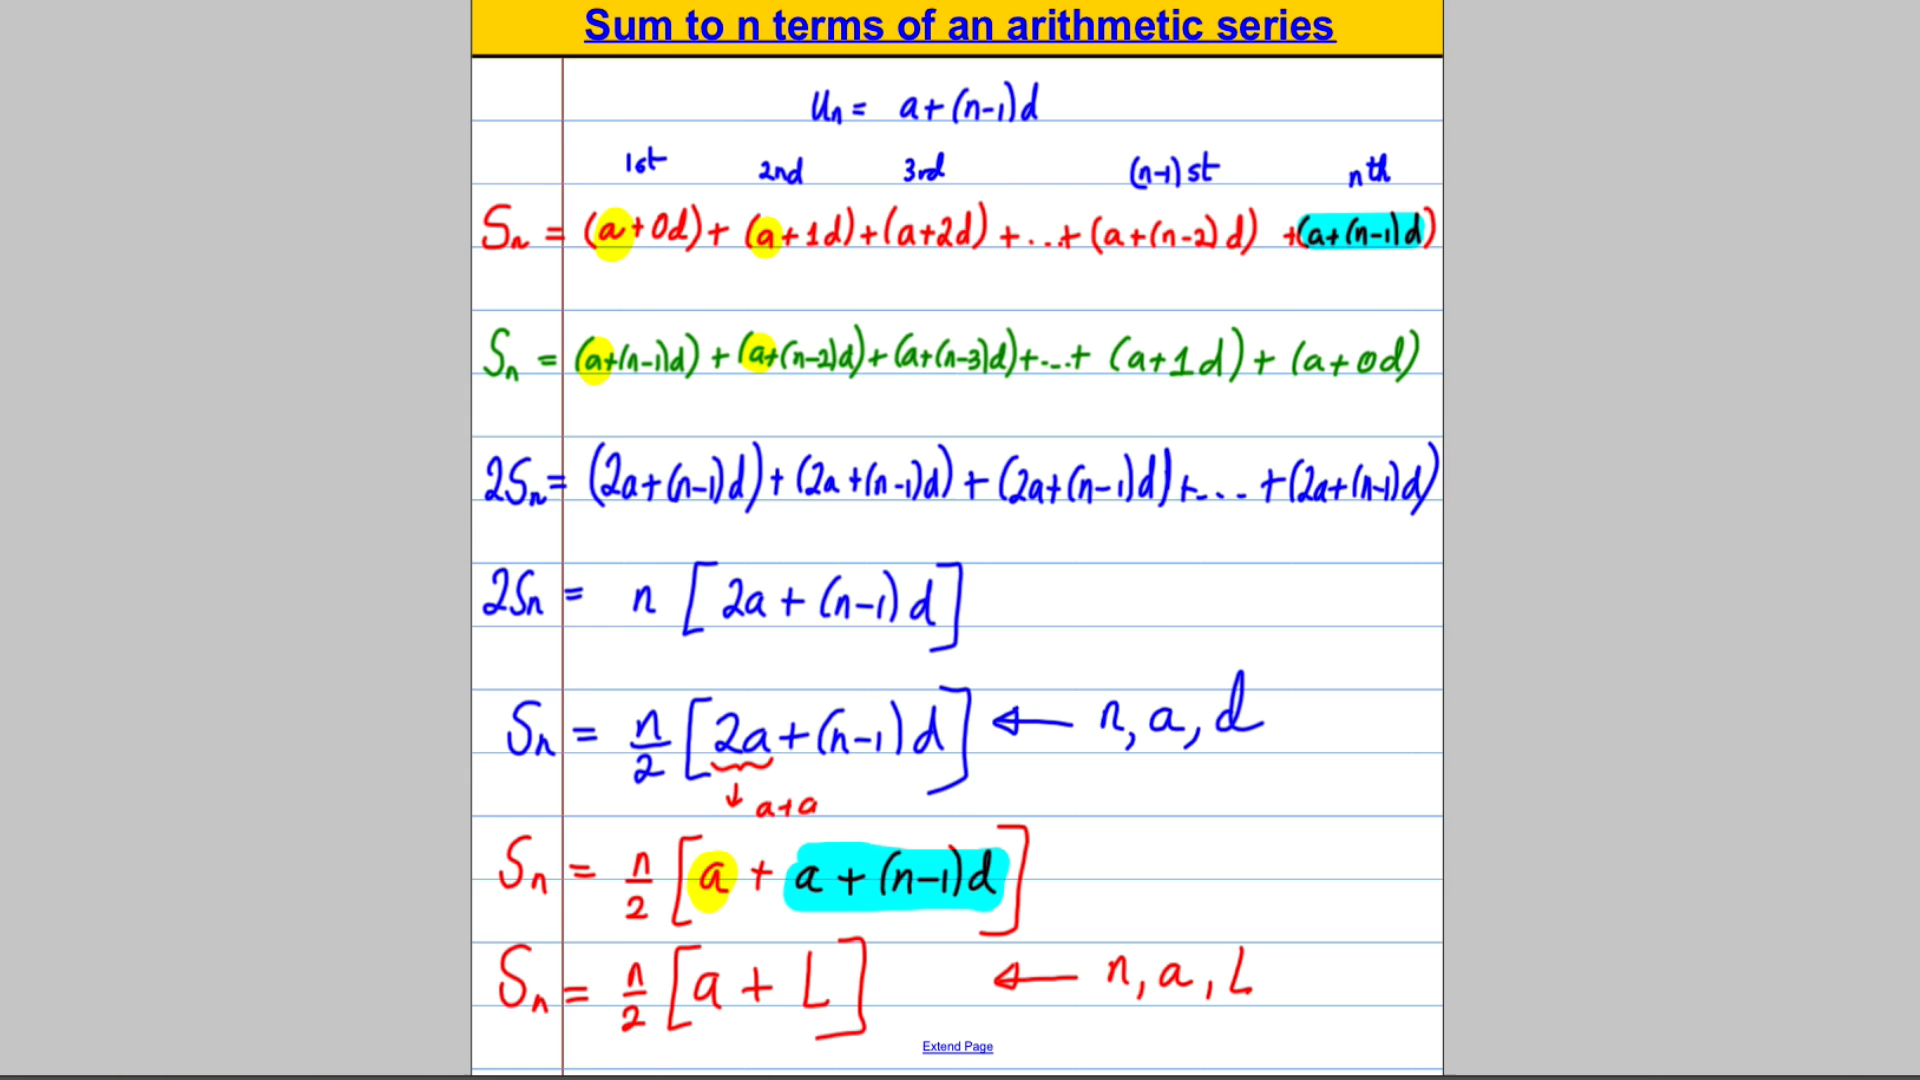 Sum to n terms of an arithmetic series
Uₙ = a+(n-1)d
1st 2nd 3rd (n-1)st nth
Sₙ = (a+0d)+ (a+1d)+(a+2d) +...+ (a+(n-2)d) +(a+(n-1)d)
Sₙ = (a+(n-1)d) + (a+(n-2)d)+(a+(n-3)d)+...+ (a+1d)+ (a+0d)
2Sₙ= (2a+(n-1)d)+ (2a+(n-1)d)+ (2a+(n-1)d)+... +(2a+(n-1)d)
2Sₙ = n [2a+(n-1)d]
Sₙ = n/2 [2a+(n-1)d] ← n, a, d
↓ a+a
Sₙ = n/2 [a + a + (n-1)d]
Sₙ = n/2 [a + L] ← n, a, L
Extend Page